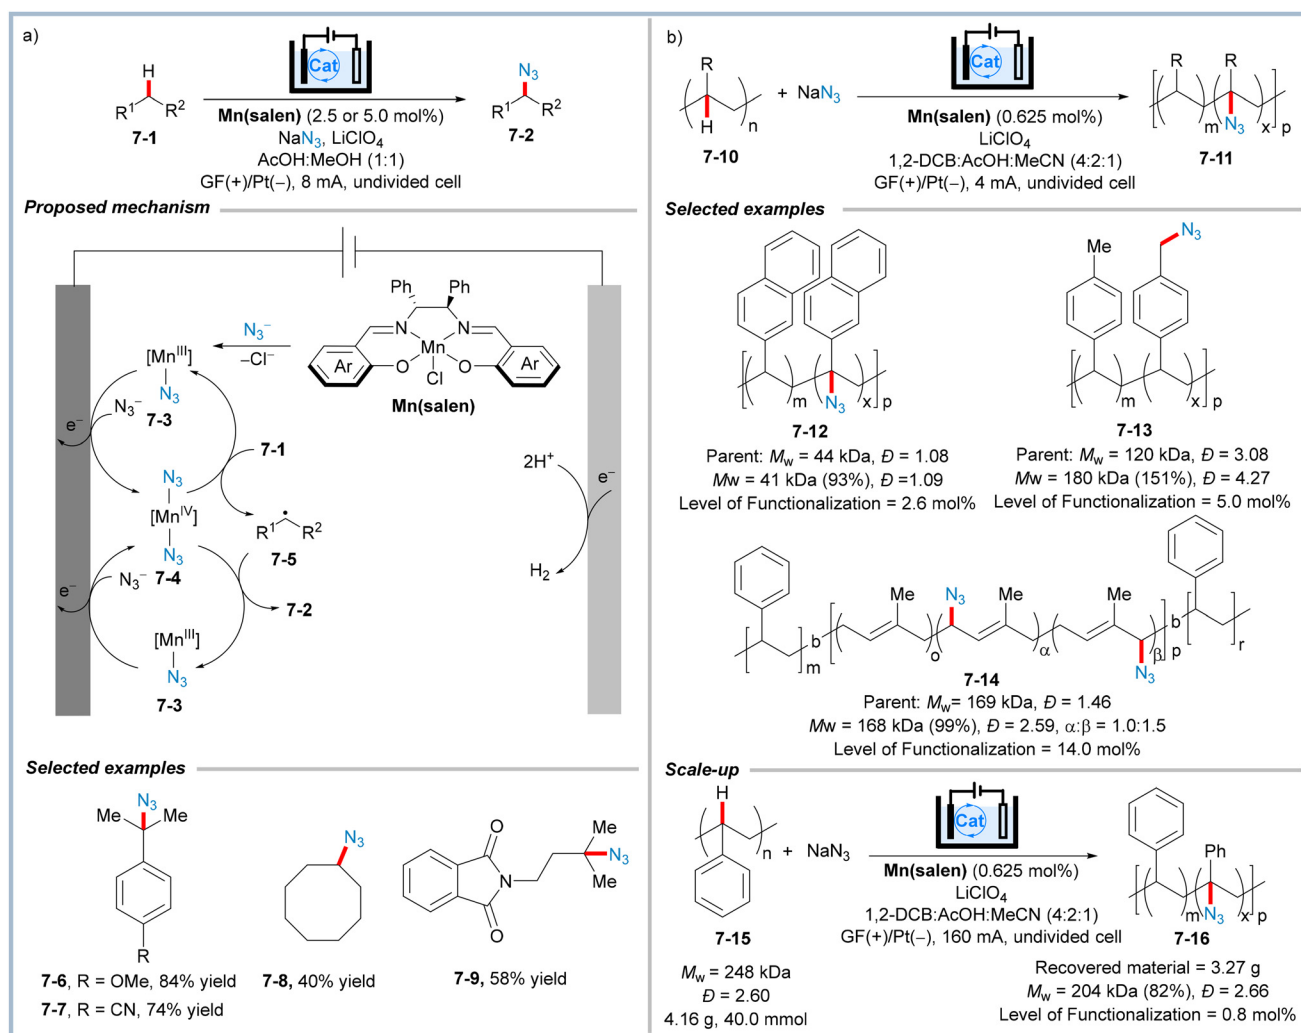 a)
H
R¹ R²
7-1
Cat
Mn(salen) (2.5 or 5.0 mol%)
NaN₃, LiClO₄
AcOH:MeOH (1:1)
GF(+)/Pt(−), 8 mA, undivided cell
N₃
R¹ R²
7-2
Proposed mechanism
[Mnᴵᴵᴵ]
N₃
7-3
N₃⁻
−Cl⁻
Ph Ph
N N
Mn
Ar O O Ar
Cl
Mn(salen)
e⁻
N₃⁻
7-1
N₃
[Mnᴵⱽ]
N₃
7-4
R¹ R²
7-5
e⁻
N₃⁻
7-2
[Mnᴵᴵᴵ]
N₃
7-3
2H⁺
e⁻
H₂
Selected examples
N₃
Me Me
R
7-6, R = OMe, 84% yield
7-7, R = CN, 74% yield
N₃
7-8, 40% yield
O
N
O
Me
N₃
Me
7-9, 58% yield
b)
R
H
n
7-10
+ NaN₃
Cat
Mn(salen) (0.625 mol%)
LiClO₄
1,2-DCB:AcOH:MeCN (4:2:1)
GF(+)/Pt(−), 4 mA, undivided cell
R R
m N₃ x p
7-11
Selected examples
m N₃ x p
7-12
Parent: Mw = 44 kDa, Đ = 1.08
Mw = 41 kDa (93%), Đ =1.09
Level of Functionalization = 2.6 mol%
Me N₃
m x p
7-13
Parent: Mw = 120 kDa, Đ = 3.08
Mw = 180 kDa (151%), Đ = 4.27
Level of Functionalization = 5.0 mol%
Me N₃ Me Me
m b o α β p b r
N₃
7-14
Parent: Mw= 169 kDa, Đ = 1.46
Mw = 168 kDa (99%), Đ = 2.59, α:β = 1.0:1.5
Level of Functionalization = 14.0 mol%
Scale-up
H
n
7-15
Mw = 248 kDa
Đ = 2.60
4.16 g, 40.0 mmol
+ NaN₃
Cat
Mn(salen) (0.625 mol%)
LiClO₄
1,2-DCB:AcOH:MeCN (4:2:1)
GF(+)/Pt(−), 160 mA, undivided cell
Ph
m N₃ x p
7-16
Recovered material = 3.27 g
Mw = 204 kDa (82%), Đ = 2.66
Level of Functionalization = 0.8 mol%